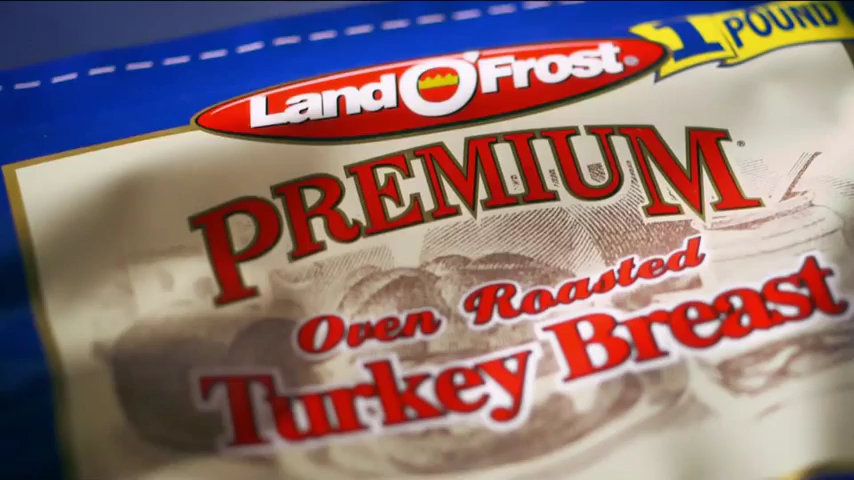 1 POUND
Land O'Frost®
PREMIUM®
Oven Roasted
Turkey Breast